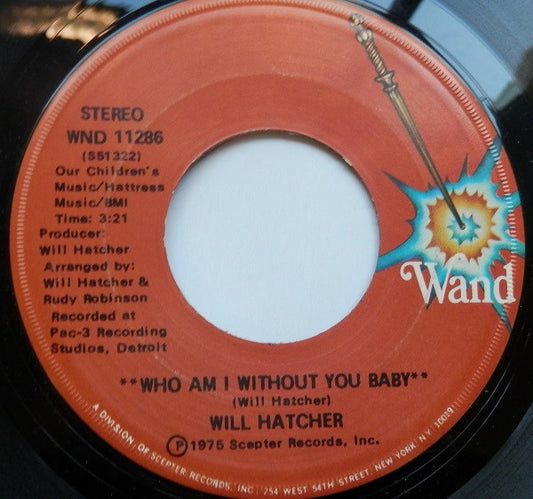 STEREO
WND 11286
(S51322)
Our Children's
Music/Hattress
Music/BMI
Time: 3:21
Producer:
Will Hatcher
Arranged by:
Will Hatcher &
Rudy Robinson
Recorded at
Pac-3 Recording
Studios, Detroit
Wand
**WHO AM I WITHOUT YOU BABY**
(Will Hatcher)
WILL HATCHER
Ⓟ1975 Scepter Records, Inc.
A DIVISION OF SCEPTER RECORDS, INC., 254 WEST 54TH STREET, NEW YORK, N.Y. 10019